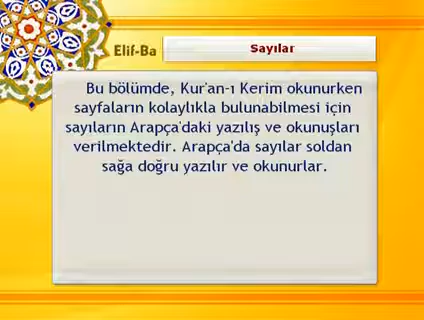 Elif-Ba
Sayılar
Bu bölümde, Kur'an-ı Kerim okunurken
sayfaların kolaylıkla bulunabilmesi için
sayıların Arapça'daki yazılış ve okunuşları
verilmektedir. Arapça'da sayılar soldan
sağa doğru yazılır ve okunurlar.